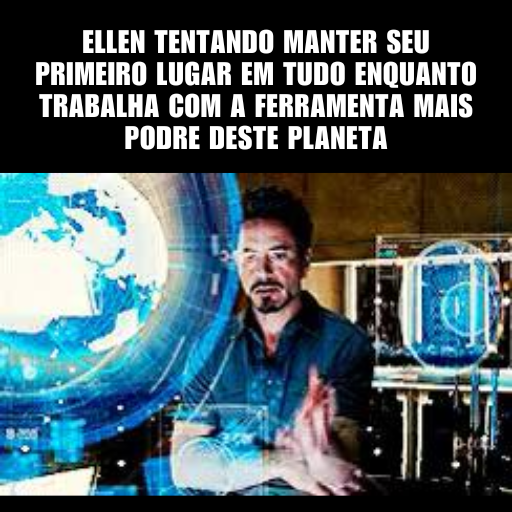 ELLEN TENTANDO MANTER SEU
PRIMEIRO LUGAR EM TUDO ENQUANTO
TRABALHA COM A FERRAMENTA MAIS
PODRE DESTE PLANETA